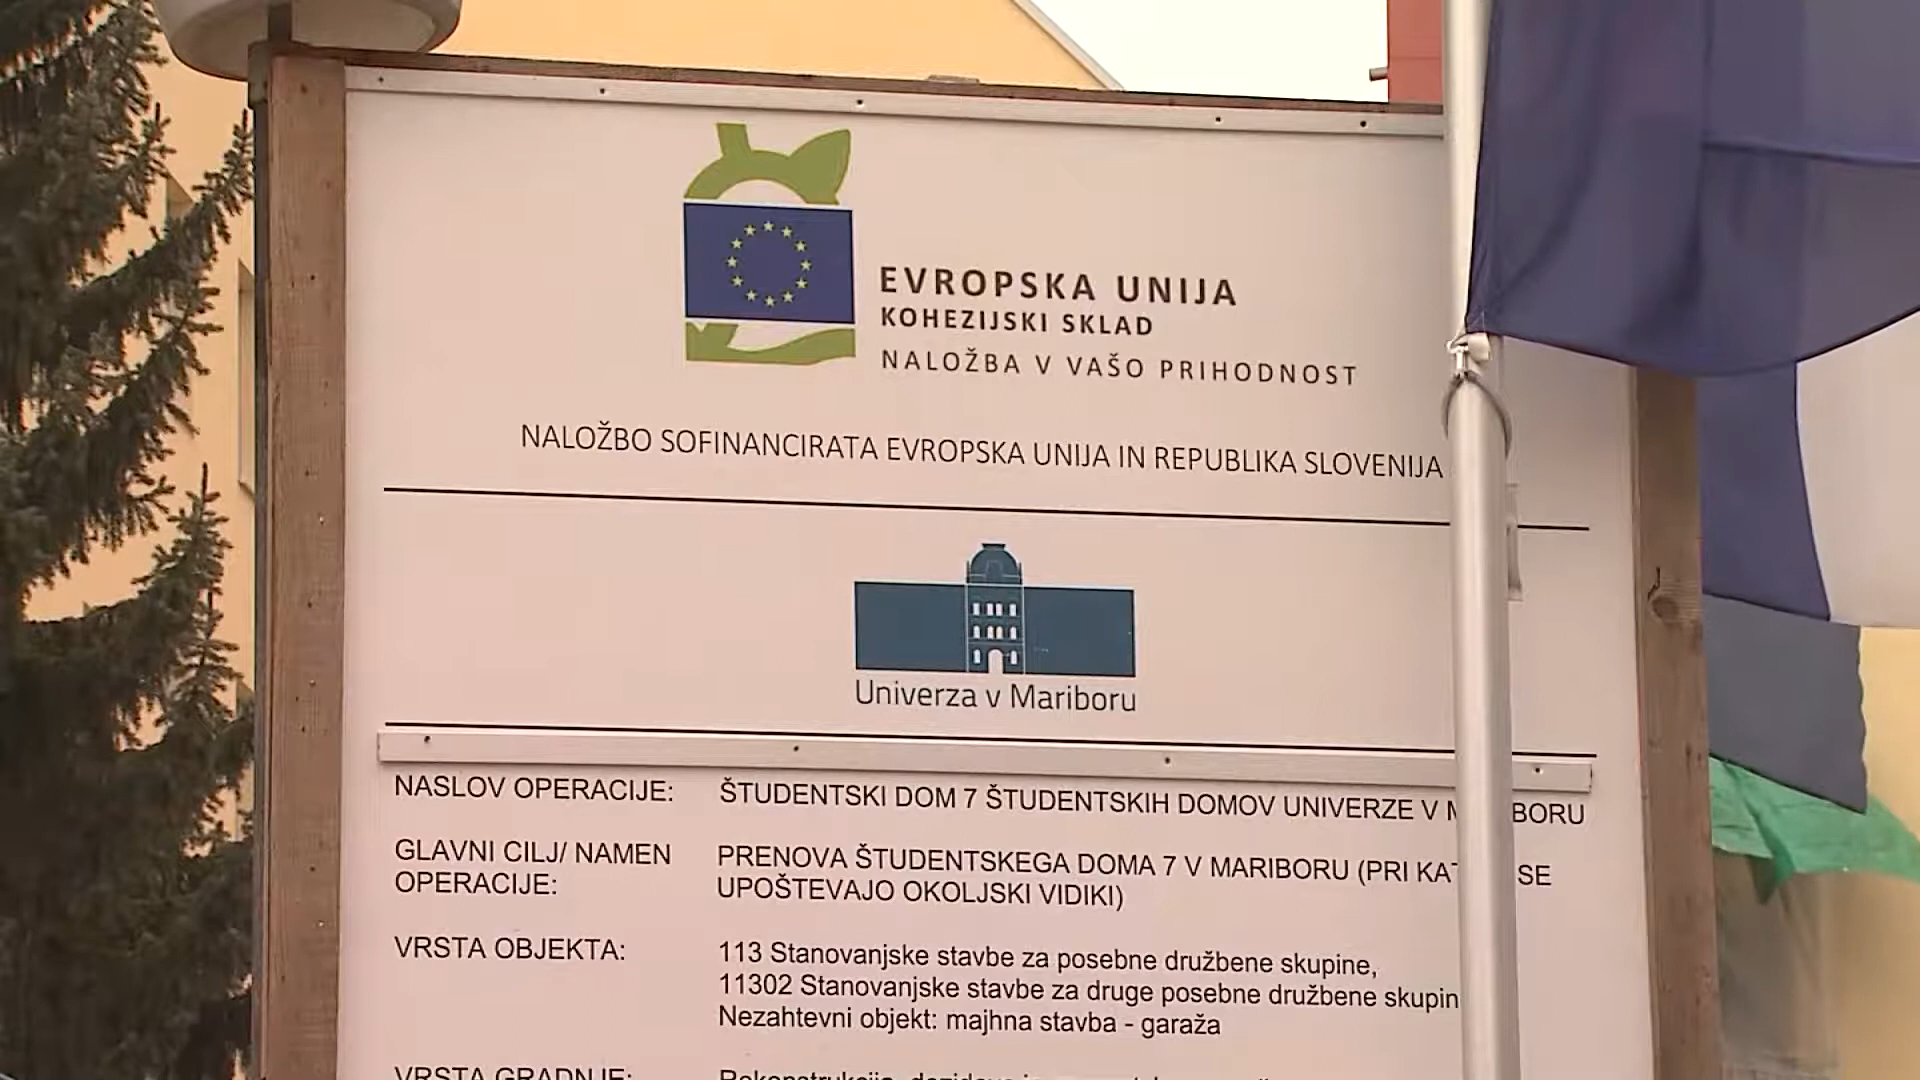 EVROPSKA UNIJA
KOHEZIJSKI SKLAD
NALOŽBA V VAŠO PRIHODNOST
NALOŽBO SOFINANCIRATA EVROPSKA UNIJA IN REPUBLIKA SLOVENIJA
Univerza v Mariboru
NASLOV OPERACIJE: ŠTUDENTSKI DOM 7 ŠTUDENTSKIH DOMOV UNIVERZE V
GLAVNI CILJ/ NAMEN OPERACIJE:
PRENOVA ŠTUDENTSKEGA DOMA 7 V MARIBORU (PRI SE
UPOŠTEVAJO OKOLJSKI VIDIKI)
VRSTA OBJEKTA: 113 Stanovanjske stavbe za posebne družbene skupine,
11302 Stanovanjske stavbe za druge posebne družbene
Nezahtevni objekt: majhna stavba - garaža
VRSTA GRADNJE: